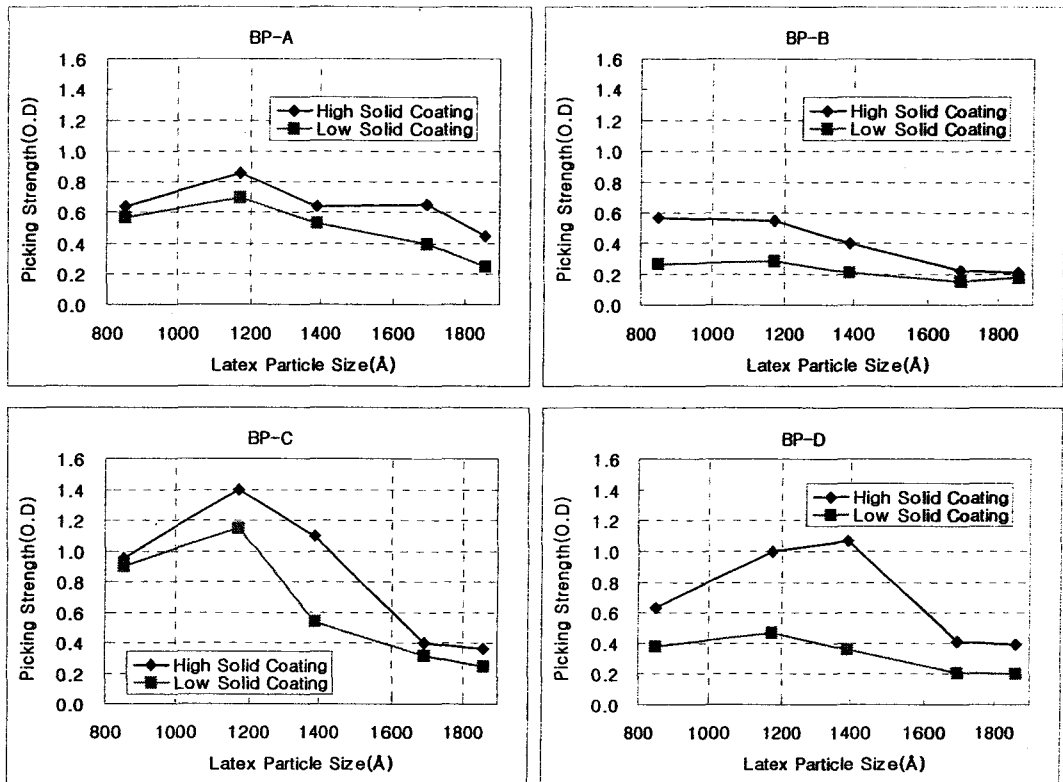 BP-A
1.6
1.4
1.2
1.0
0.8
0.6
0.4
0.2
0.0
Picking Strength(O.D)
High Solid Coating
Low Solid Coating
800 1000 1200 1400 1600 1800
Latex Particle Size(Å)
BP-B
1.6
1.4
1.2
1.0
0.8
0.6
0.4
0.2
0.0
Picking Strength(O.D)
High Solid Coating
Low Solid Coating
800 1000 1200 1400 1600 1800
Latex Particle Size(Å)
BP-C
1.6
1.4
1.2
1.0
0.8
0.6
0.4
0.2
0.0
Picking Strength(O.D)
High Solid Coating
Low Solid Coating
800 1000 1200 1400 1600 1800
Latex Particle Size(Å)
BP-D
1.6
1.4
1.2
1.0
0.8
0.6
0.4
0.2
0.0
Picking Strength(O.D)
High Solid Coating
Low Solid Coating
800 1000 1200 1400 1600 1800
Latex Particle Size(Å)